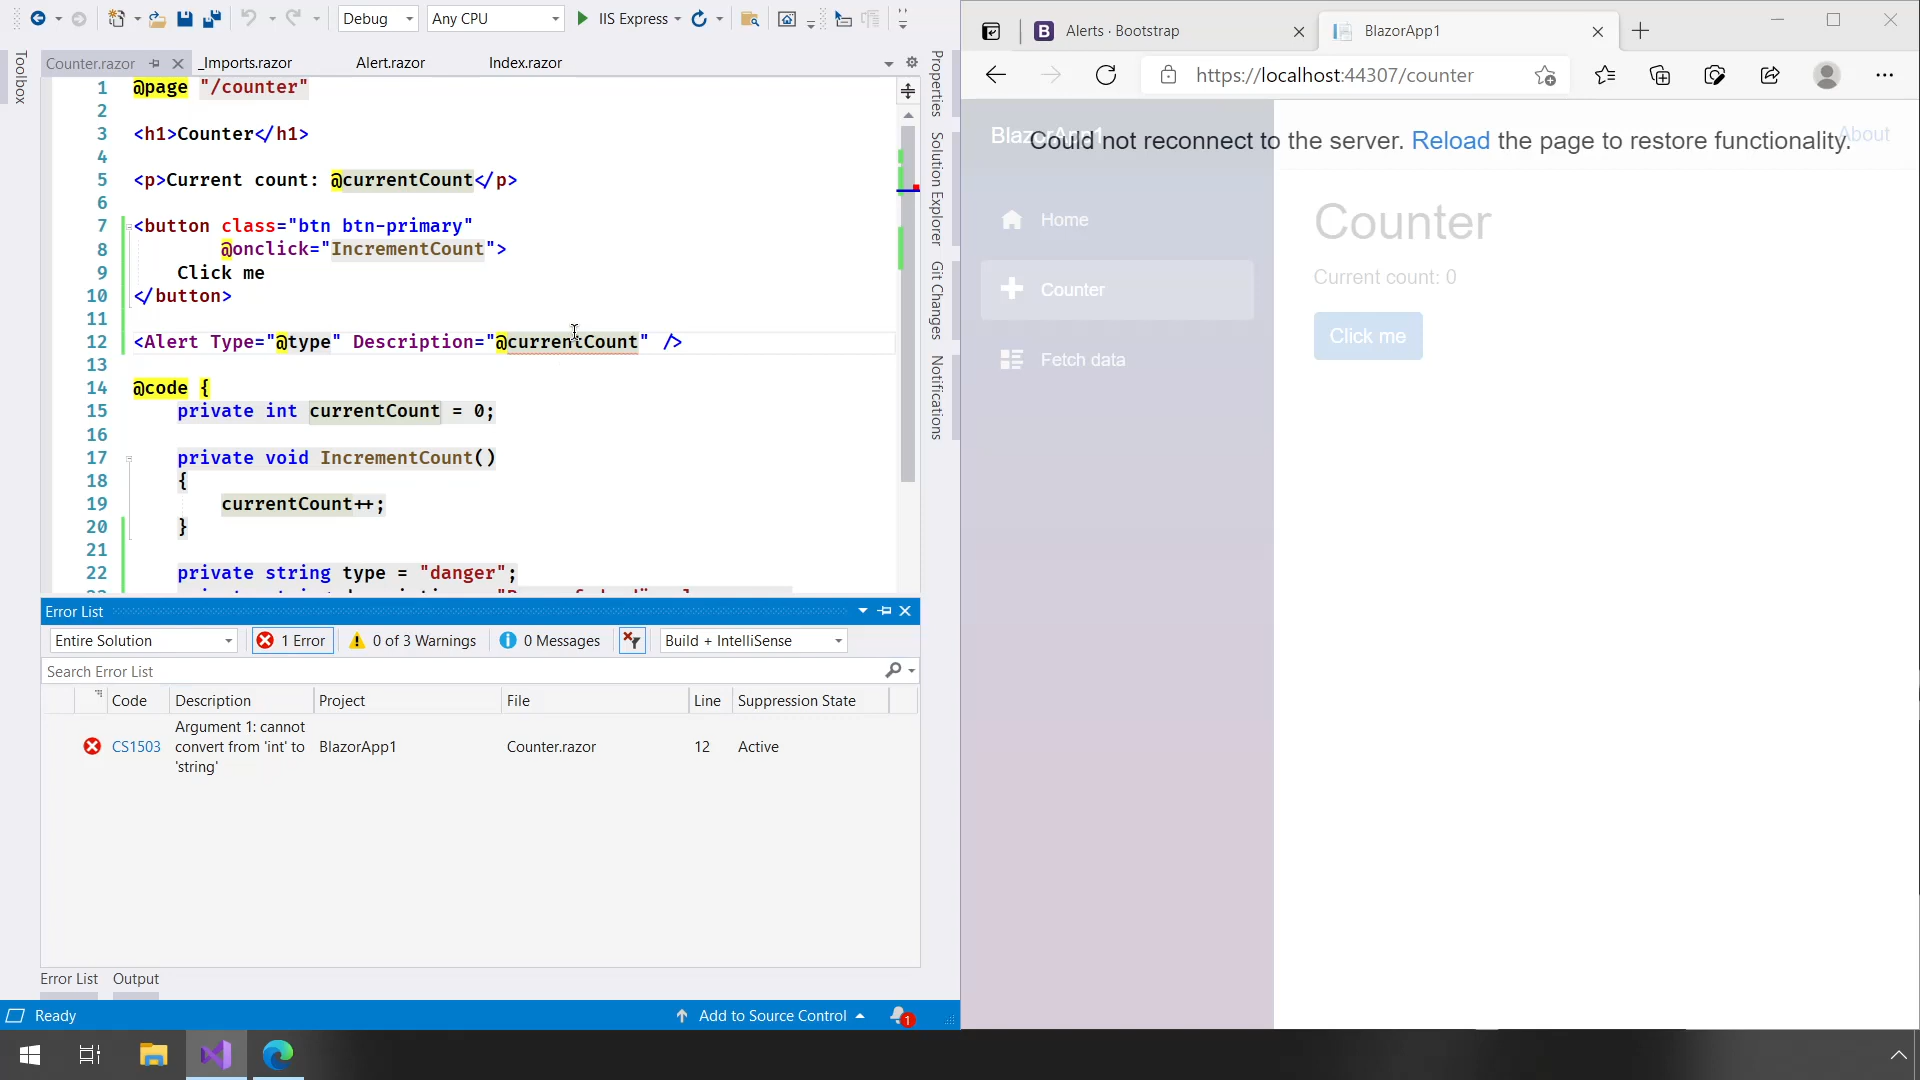 Debug
Any CPU
IIS Express
Toolbox
Counter.razor
_Imports.razor
Alert.razor
Index.razor
1 @page "/counter"
2
3 <h1>Counter</h1>
4
5 <p>Current count: @currentCount</p>
6
7 <button class="btn btn-primary"
8 @onclick="IncrementCount">
9 Click me
10 </button>
11
12 <Alert Type="@type" Description="@currentCount" />
13
14 @code {
15 private int currentCount = 0;
16
17 private void IncrementCount()
18 {
19 currentCount++;
20 }
21
22 private string type = "danger";
Properties
Solution Explorer
Git Changes
Notifications
Error List
Entire Solution
1 Error
0 of 3 Warnings
0 Messages
Build + IntelliSense
Search Error List
Code Description Project File Line Suppression State
CS1503 Argument 1: cannot convert from 'int' to 'string' BlazorApp1 Counter.razor 12 Active
Error List Output
Ready
Add to Source Control
1
B Alerts · Bootstrap
BlazorApp1
https://localhost:44307/counter
BlazorApp1
Could not reconnect to the server. Reload the page to restore functionality.
About
Home
Counter
Fetch data
Counter
Current count: 0
Click me